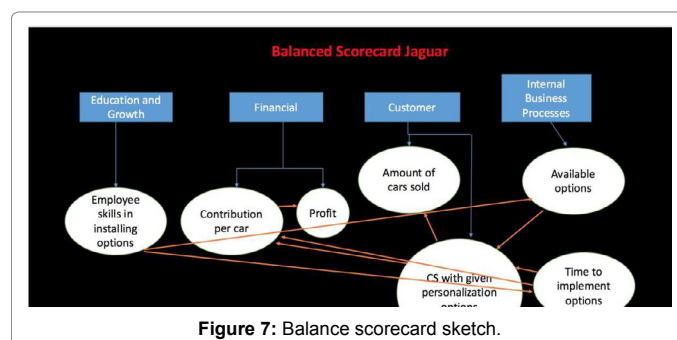 Balanced Scorecard Jaguar
Education and
Growth
Financial
Customer
Internal
Business
Processes
Employee
skills in
installing
options
Contribution
per car
Profit
Amount of
cars sold
Available
options
CS with given
personalization
options
Time to
implement
options
Figure 7: Balance scorecard sketch.